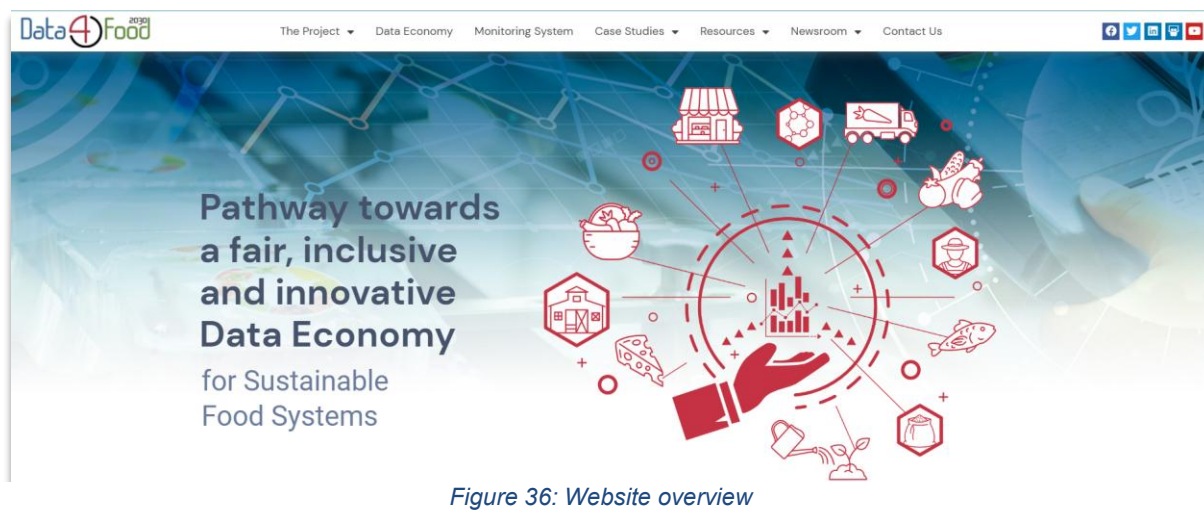 Data4Food 2030
The Project Data Economy Monitoring System Case Studies Resources Newsroom Contact Us
Pathway towards
a fair, inclusive
and innovative
Data Economy
for Sustainable
Food Systems
Figure 36: Website overview